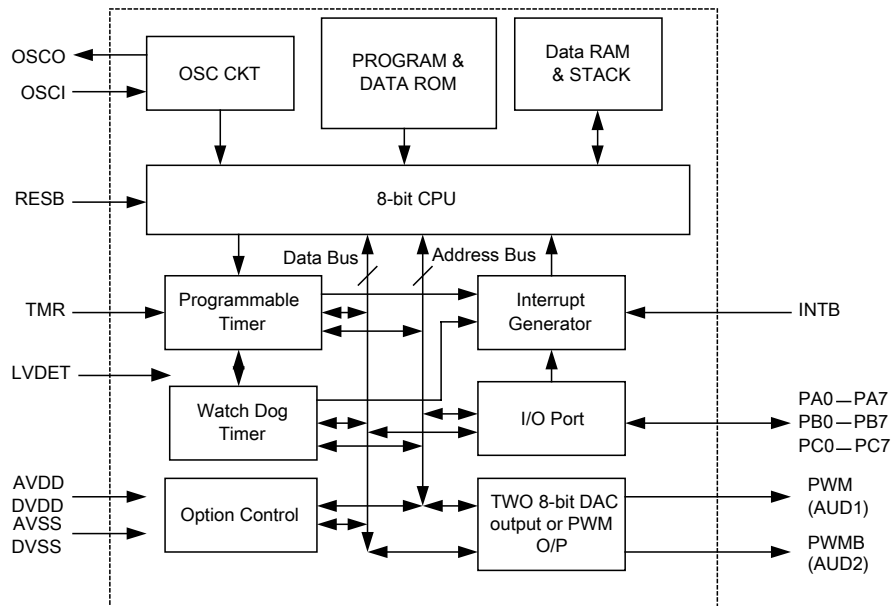 OSCO
OSCI
OSC CKT
PROGRAM &
DATA ROM
Data RAM
& STACK
RESB
8-bit CPU
Data Bus
Address Bus
TMR
Programmable
Timer
Interrupt
Generator
INTB
LVDET
Watch Dog
Timer
I/O Port
PA0—PA7
PB0—PB7
PC0—PC7
AVDD
DVDD
AVSS
DVSS
Option Control
TWO 8-bit DAC
output or PWM
O/P
PWM
(AUD1)
PWMB
(AUD2)